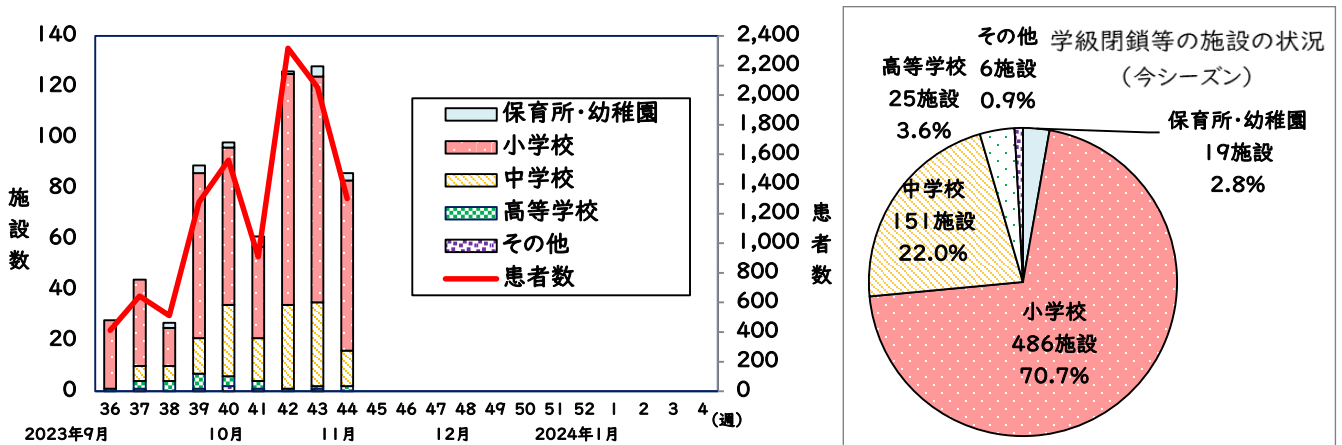 140
120
100
80
60
40
20
0
施設数
2,400
2,200
2,000
1,800
1,600
1,400
1,200
1,000
800
600
400
200
0
患者数
保育所・幼稚園
小学校
中学校
高等学校
その他
患者数
36 37 38 39 40 41 42 43 44 45 46 47 48 49 50 51 52 1 2 3 4 (週)
2023年9月 10月 11月 12月 2024年1月
学級閉鎖等の施設の状況
(今シーズン)
その他
6施設
0.9%
高等学校
25施設
3.6%
保育所・幼稚園
19施設
2.8%
中学校
151施設
22.0%
小学校
486施設
70.7%